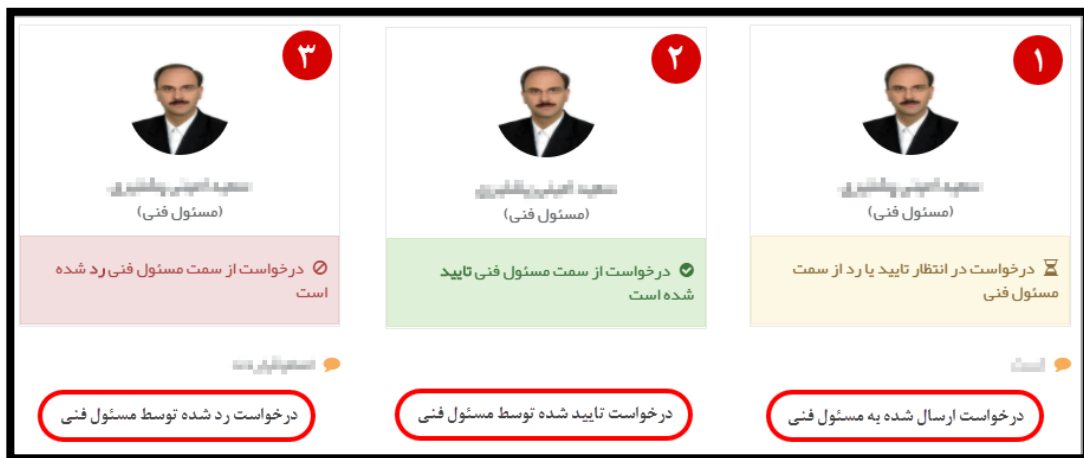 ۱
(مسئول فنی)
درخواست در انتظار تایید یا رد از سمت
مسئول فنی
درخواست ارسال شده به مسئول فنی
۲
(مسئول فنی)
درخواست از سمت مسئول فنی تایید
شده است
درخواست تایید شده توسط مسئول فنی
۳
(مسئول فنی)
درخواست از سمت مسئول فنی رد شده
است
درخواست رد شده توسط مسئول فنی